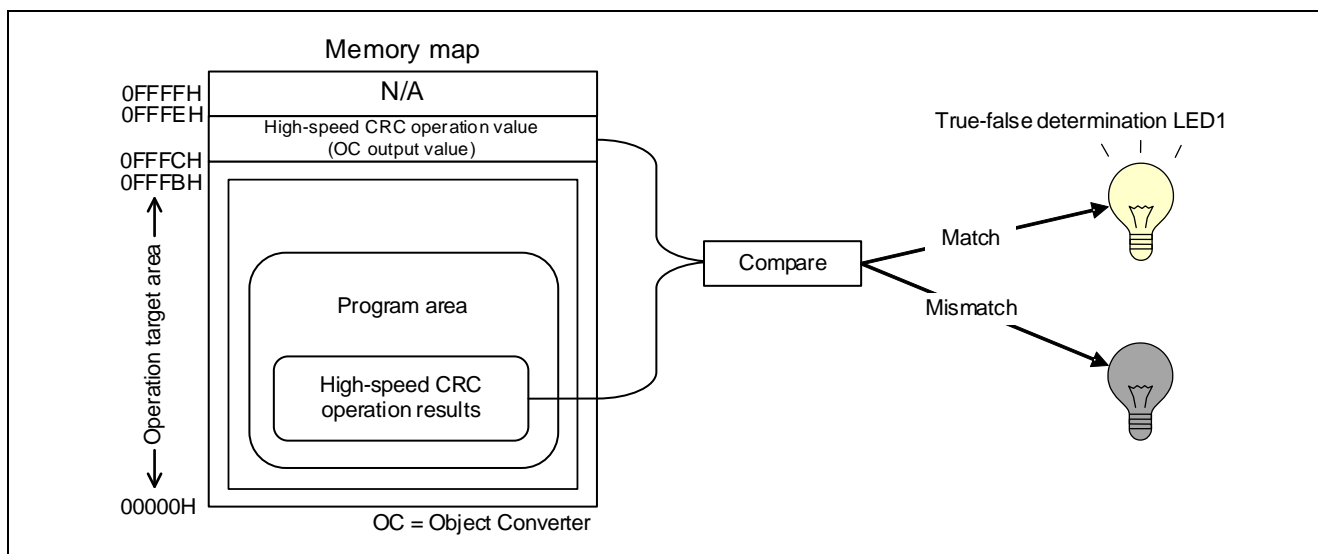 Memory map
0FFFFH
N/A
0FFFEH
High-speed CRC operation value
(OC output value)
0FFFCH
0FFFBH
Operation target area
Program area
High-speed CRC
operation results
00000H
OC = Object Converter
Compare
Match
Mismatch
True-false determination LED1